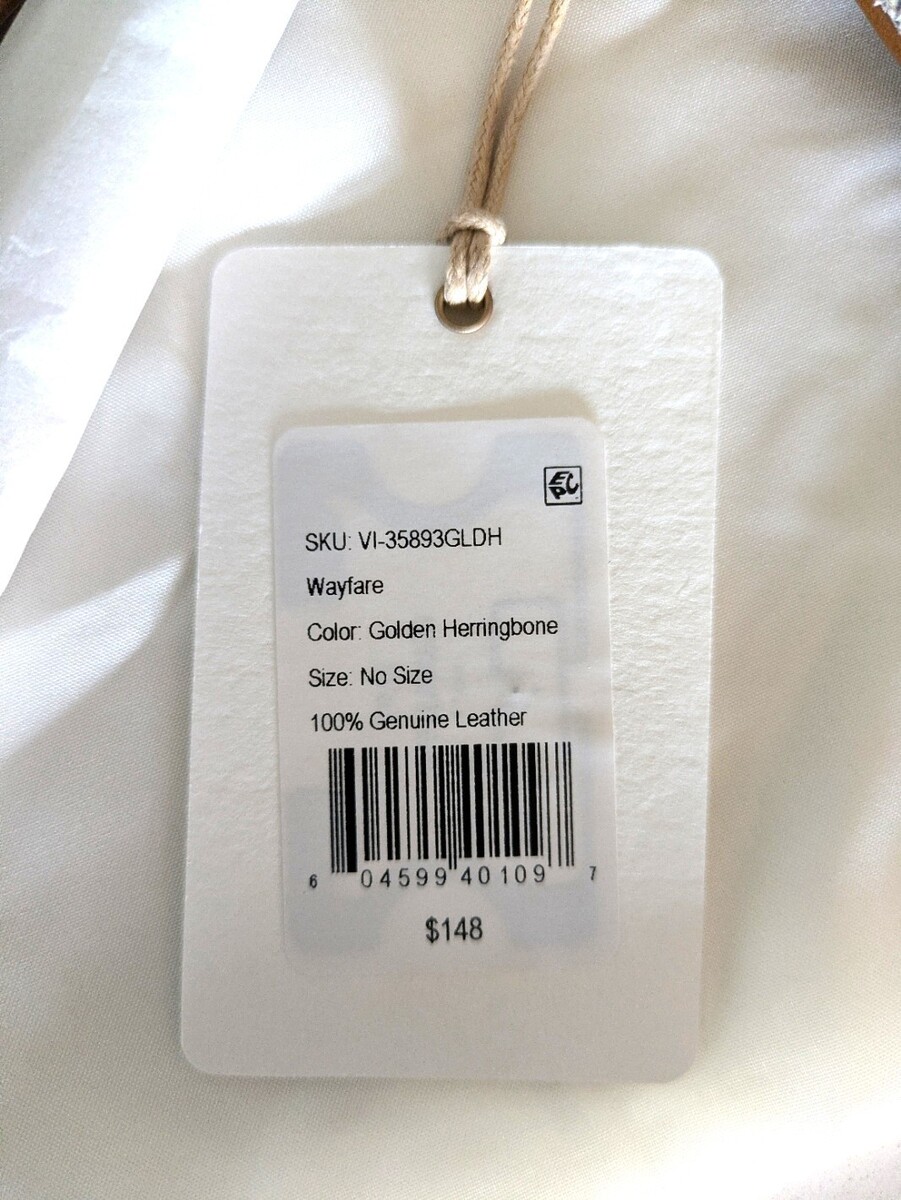 EPC
SKU: VI-35893GLDH
Wayfare
Color: Golden Herringbone
Size: No Size
100% Genuine Leather
6 04599 40109 7
$148